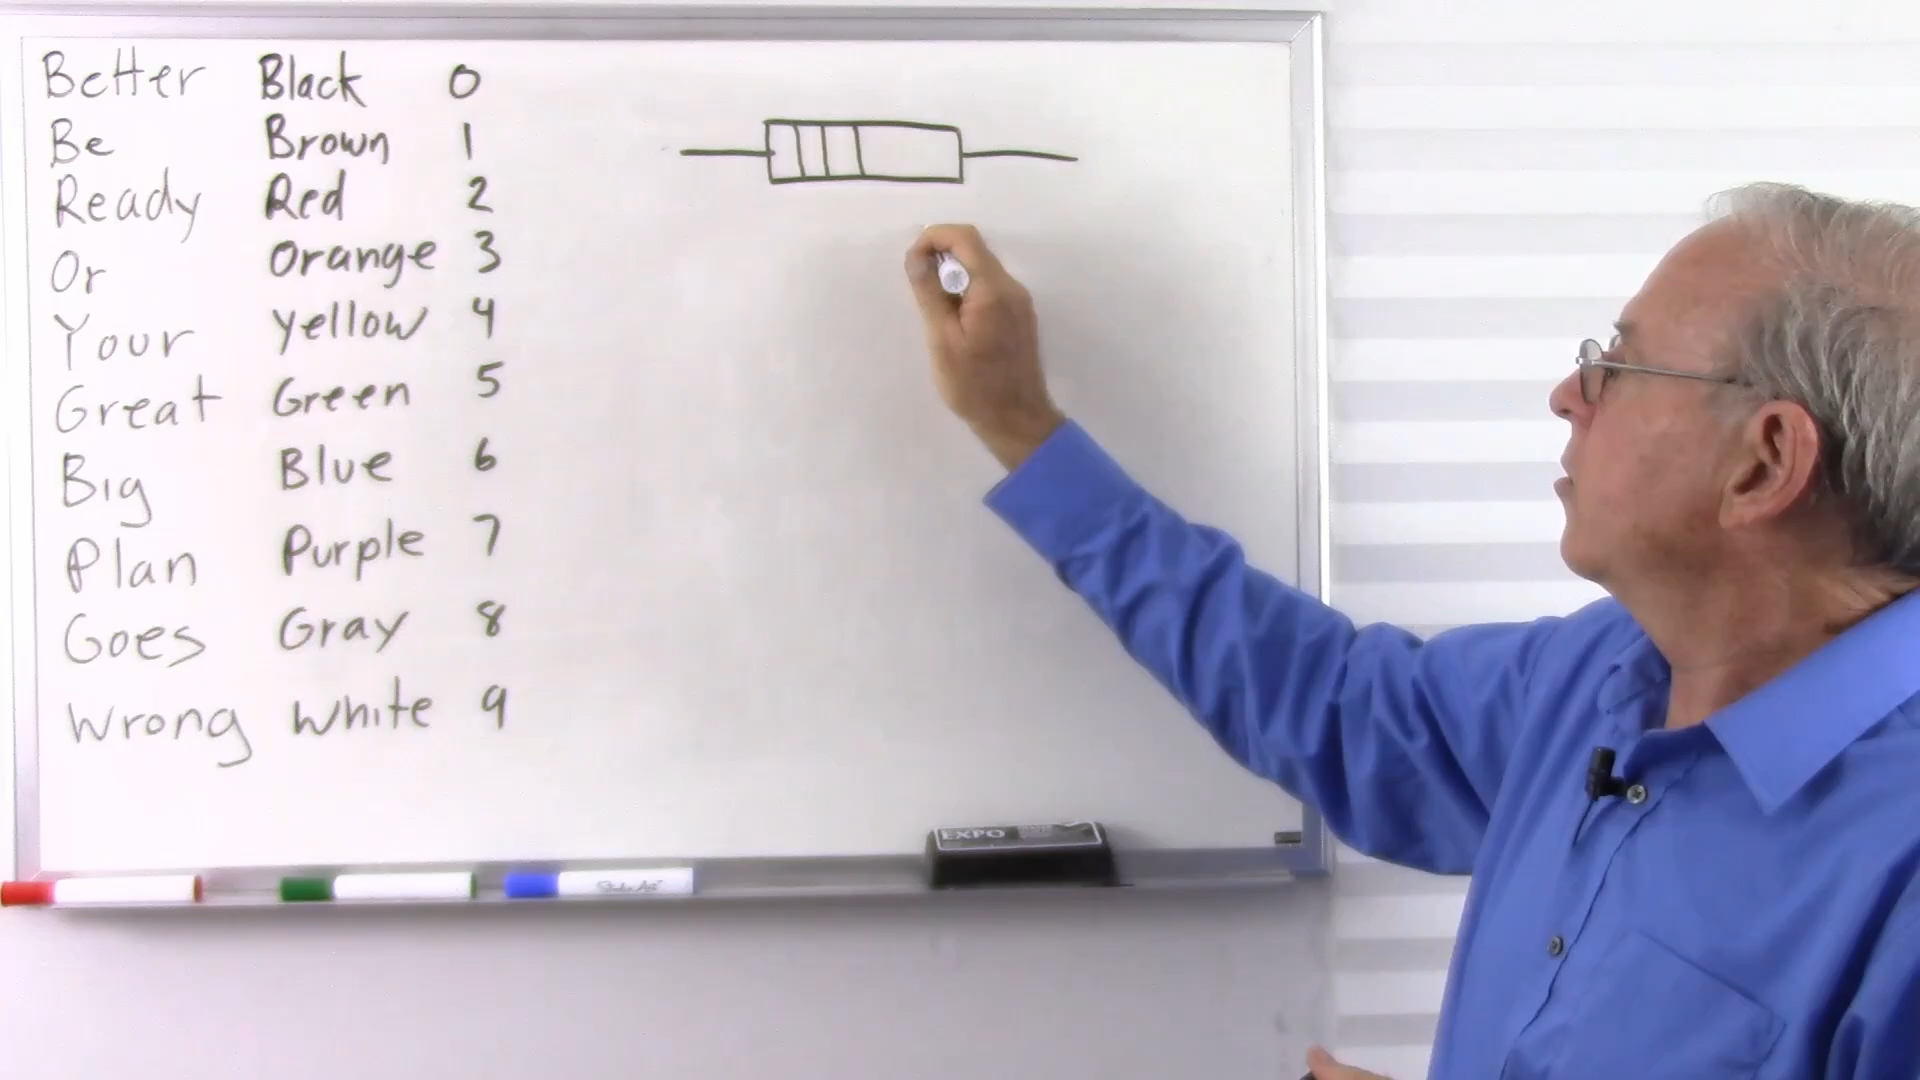 Better Black 0
Be Brown 1
Ready Red 2
Or Orange 3
Your Yellow 4
Great Green 5
Big Blue 6
Plan Purple 7
Goes Gray 8
Wrong White 9
EXPO